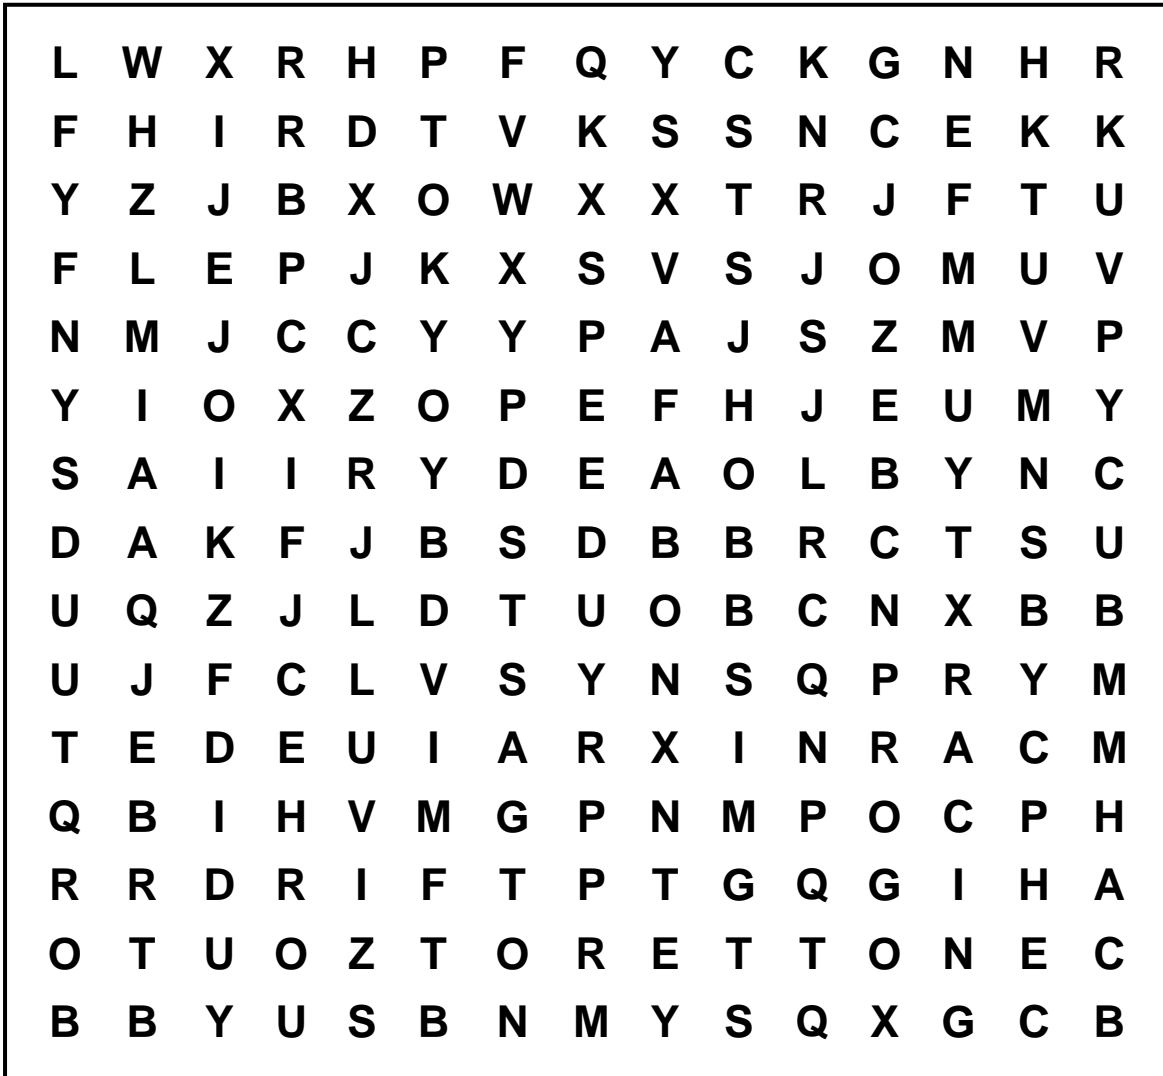 L W X R H P F Q Y C K G N H R
F H I R D T V K S S N C E K K
Y Z J B X O W X X T R J F T U
F L E P J K X S V S J O M U V
N M J C C Y Y P A J S Z M V P
Y I O X Z O P E F H J E U M Y
S A I I R Y D E A O L B Y N C
D A K F J B S D B B R C T S U
U Q Z J L D T U O B C N X B B
U J F C L V S Y N S Q P R Y M
T E D E U I A R X I N R A C M
Q B I H V M G P N M P O C P H
R R D R I F T P T G Q G I H A
O T U O Z T O R E T T O N E C
B B Y U S B N M Y S Q X G C B